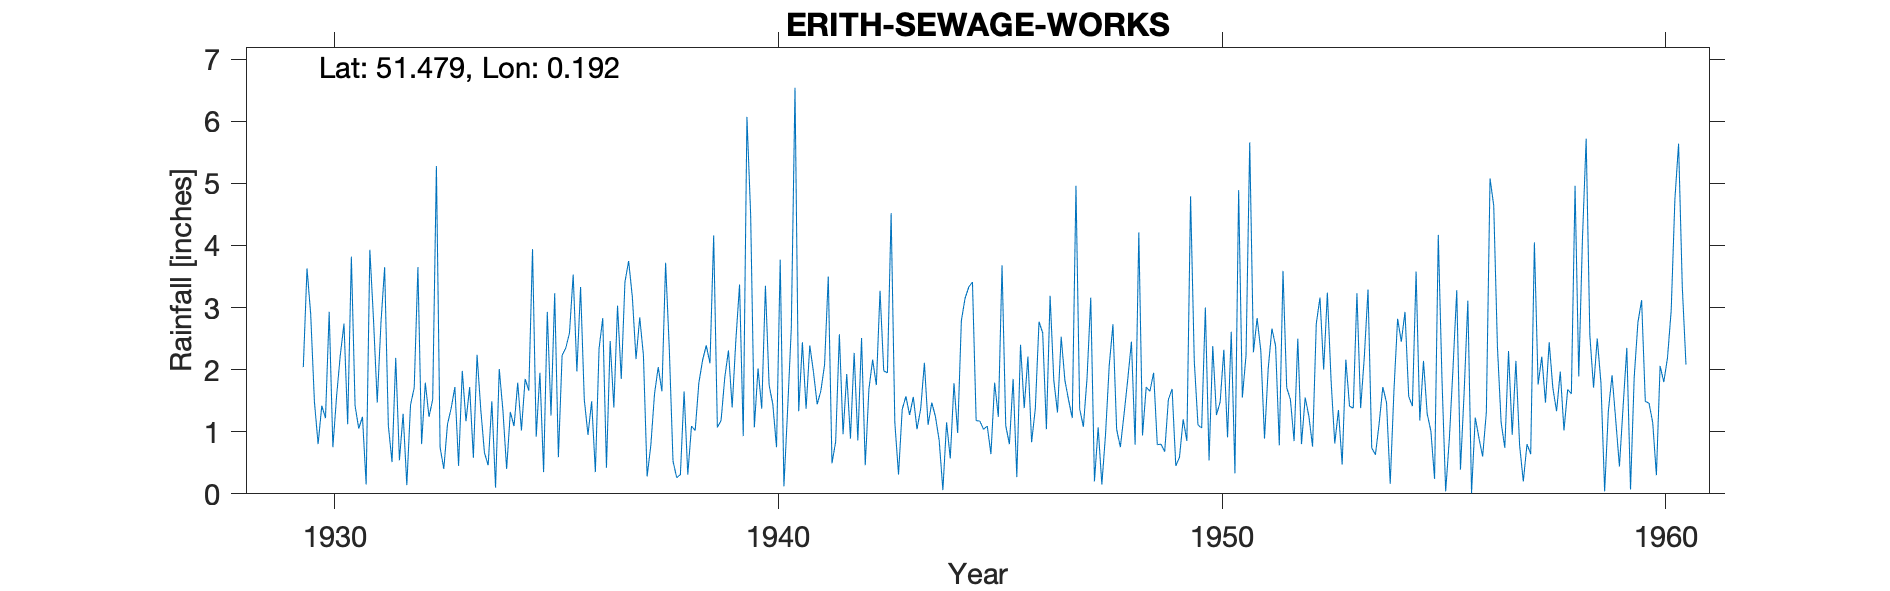 ERITH-SEWAGE-WORKS
Lat: 51.479, Lon: 0.192
Rainfall [inches]
7
6
5
4
3
2
1
0
1930 1940 1950 1960
Year